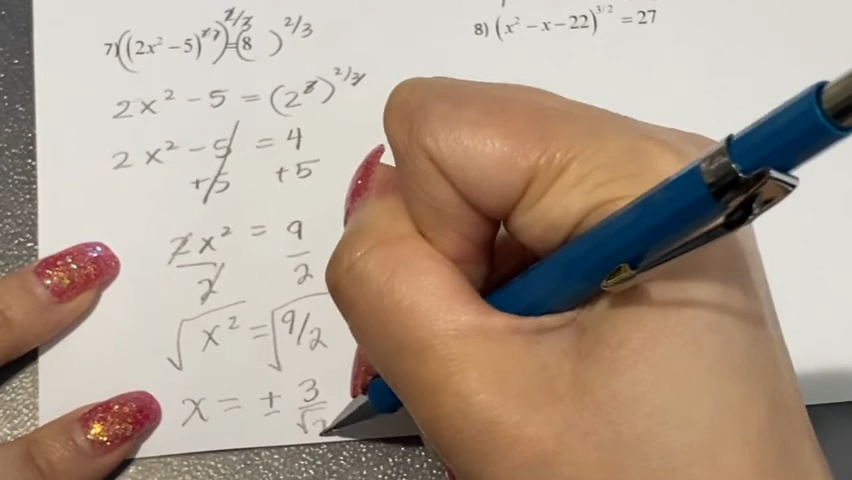 7) ((2x² − 5)^3/2)^2/3 = (8)^2/3
2x² − 5 = (2³)^2/3
2x² − 5 = 4
+5 +5
2x² = 9
2 2
√x² = √9/2
x = ± 3/√2
8) (x² − x − 22)^3/2 = 27